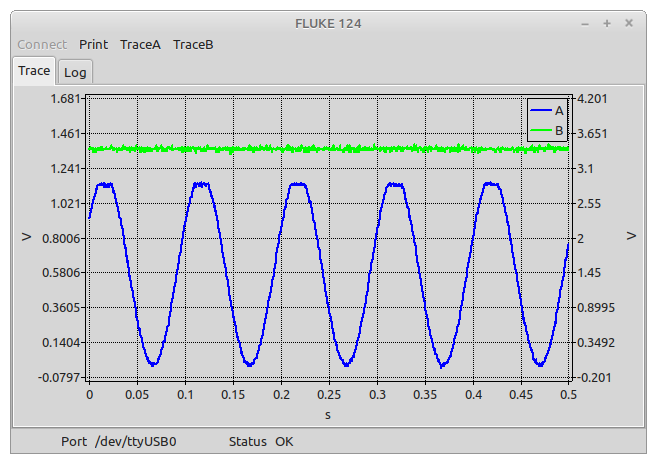 FLUKE 124
Connect Print TraceA TraceB
Trace Log
1.681 4.201
A
1.461 3.651
B
1.241 3.1
1.021 2.55
V 0.8006 2 V
0.5806 1.45
0.3605 0.8995
0.1404 0.3492
-0.0797 -0.201
0 0.05 0.1 0.15 0.2 0.25 0.3 0.35 0.4 0.45 0.5
s
Port /dev/ttyUSB0 Status OK